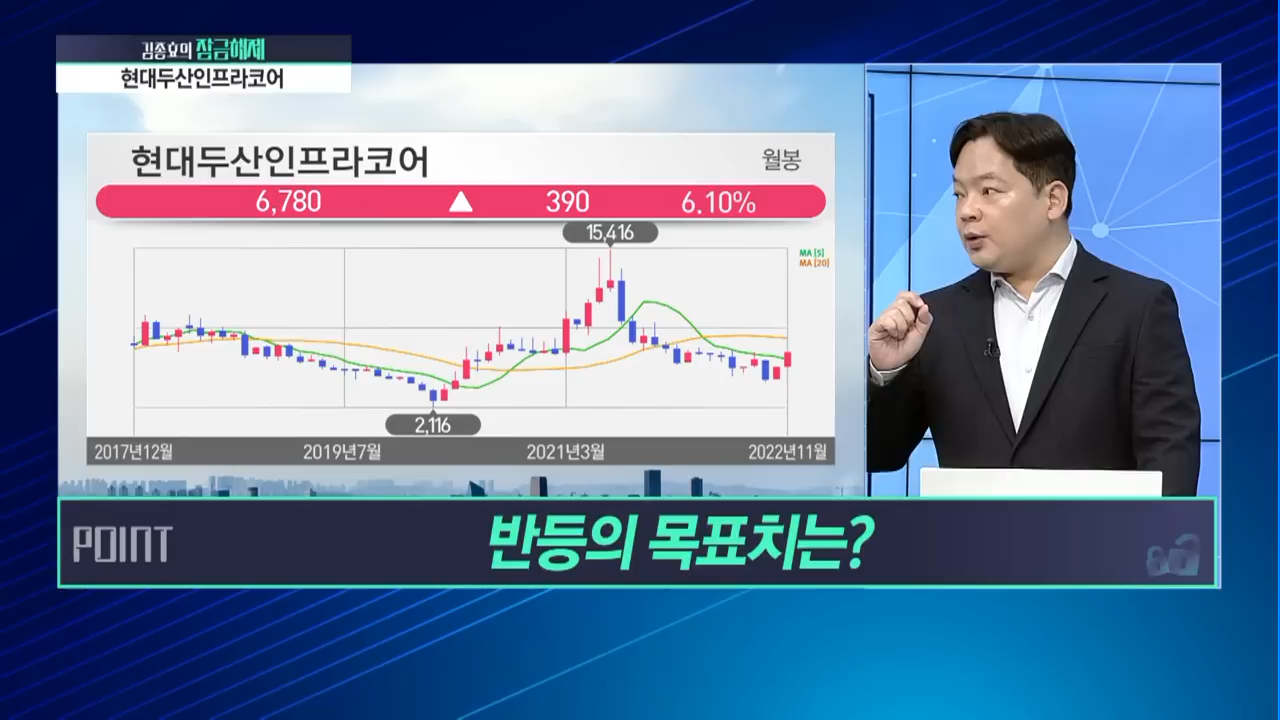 김종효의 잠금해제
현대두산인프라코어
현대두산인프라코어 월봉
6,780 ▲ 390 6.10%
15,416
MA [5]
MA [20]
2,116
2017년12월 2019년7월 2021년3월 2022년11월
POINT 반등의 목표치는?